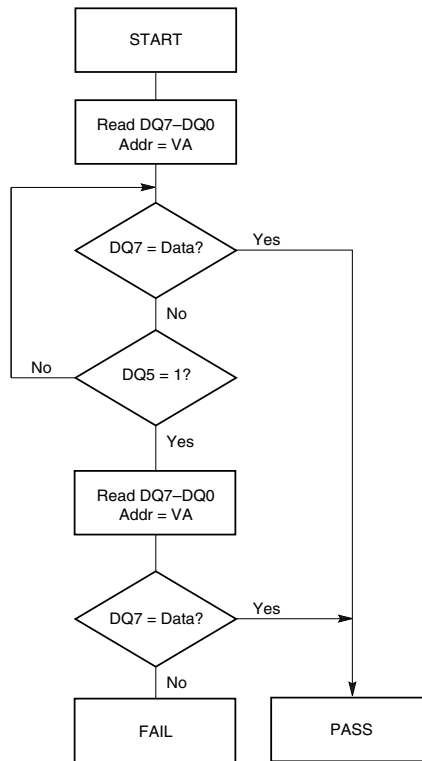 START
Read DQ7–DQ0
Addr = VA
DQ7 = Data?
Yes
No
No
DQ5 = 1?
Yes
Read DQ7–DQ0
Addr = VA
DQ7 = Data?
Yes
No
FAIL
PASS